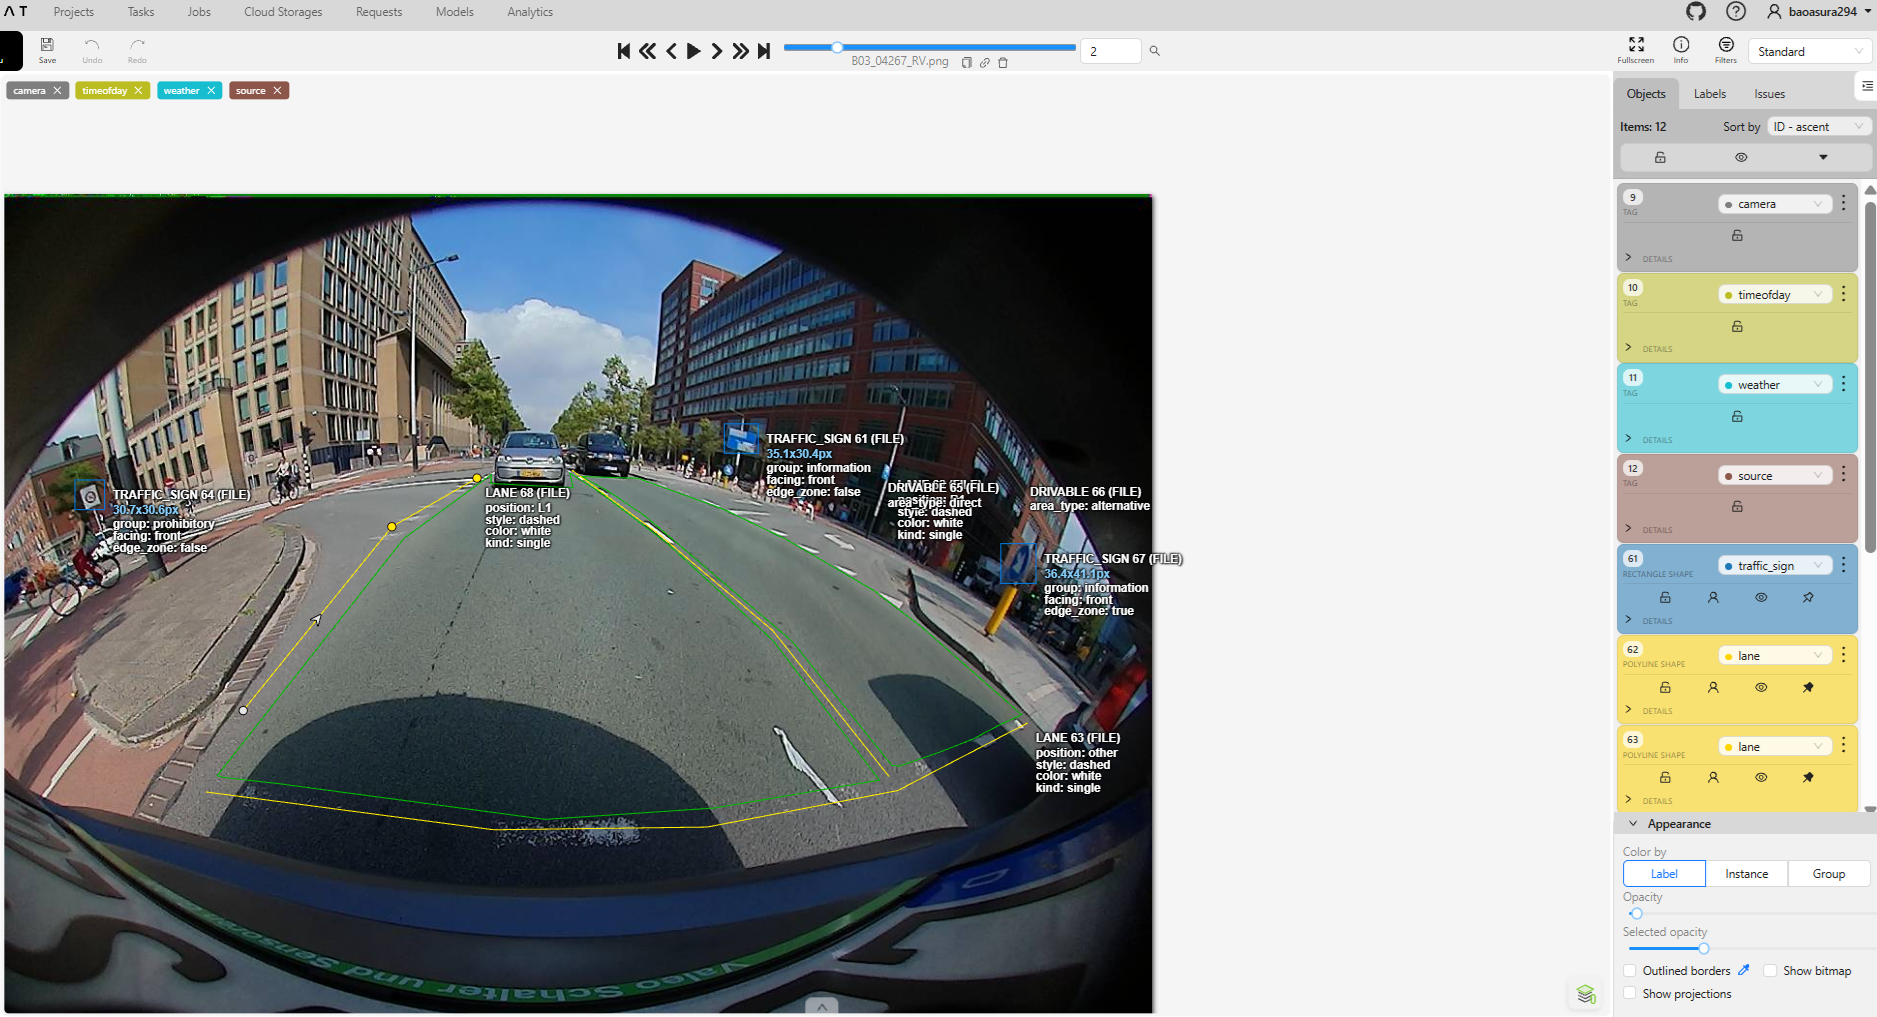 Projects
Tasks
Jobs
Cloud Storages
Requests
Models
Analytics
baoasura294
Save
Undo
Redo
2
B03_04267_RV.png
Fullscreen
Info
Filters
Standard
camera
timeofday
weather
source
Objects
Labels
Issues
Items: 12
Sort by
ID - ascent
9
TAG
camera
DETAILS
10
TAG
timeofday
DETAILS
11
TAG
weather
DETAILS
12
TAG
source
DETAILS
61
RECTANGLE SHAPE
traffic_sign
DETAILS
62
POLYLINE SHAPE
lane
DETAILS
63
POLYLINE SHAPE
lane
DETAILS
Appearance
Color by
Label
Instance
Group
Opacity
Selected opacity
Outlined borders
Show bitmap
Show projections
TRAFFIC_SIGN 61 (FILE)
35.1x30.4px
group: information
facing: front
edge_zone: false
TRAFFIC_SIGN 64 (FILE)
30.7x30.6px
group: prohibitory
facing: front
edge_zone: false
LANE 68 (FILE)
position: L1
style: dashed
color: white
kind: single
DRIVABLE 65 (FILE)
area_type: direct
style: dashed
color: white
kind: single
DRIVABLE 66 (FILE)
area_type: alternative
TRAFFIC_SIGN 67 (FILE)
36.4x41.1px
group: information
facing: front
edge_zone: true
LANE 63 (FILE)
position: other
style: dashed
color: white
kind: single
Valeo Schalter und Senso